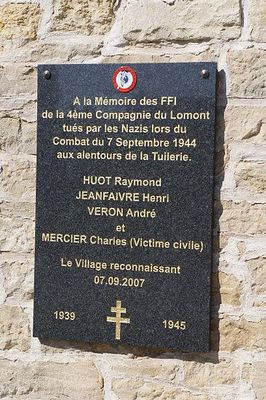 A la Mémoire des FFI
de la 4ème Compagnie du Lomont
tués par les Nazis lors du
Combat du 7 Septembre 1944
aux alentours de la Tuilerie.
HUOT Raymond
JEANFAIVRE Henri
VERON André
et
MERCIER Charles (Victime civile)
Le Village reconnaissant
07.09.2007
1939 1945